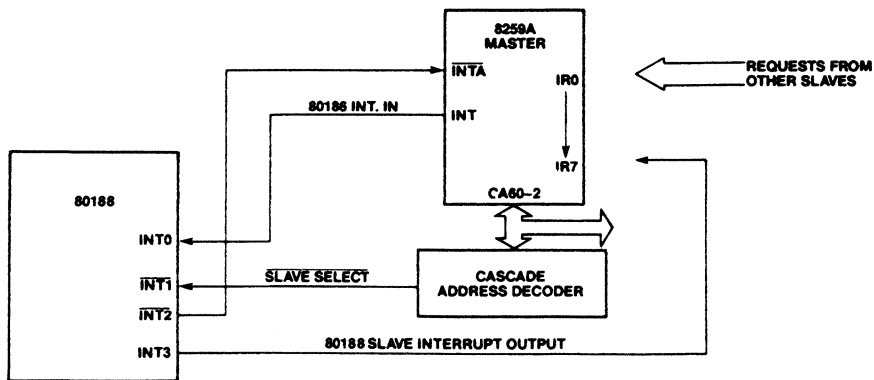 8259A
MASTER
INTA
IR0
REQUESTS FROM
OTHER SLAVES
80186 INT. IN
INT
IR7
80188
CA60-2
INT0
SLAVE SELECT
CASCADE
ADDRESS DECODER
INT1
INT2
INT3
80188 SLAVE INTERRUPT OUTPUT